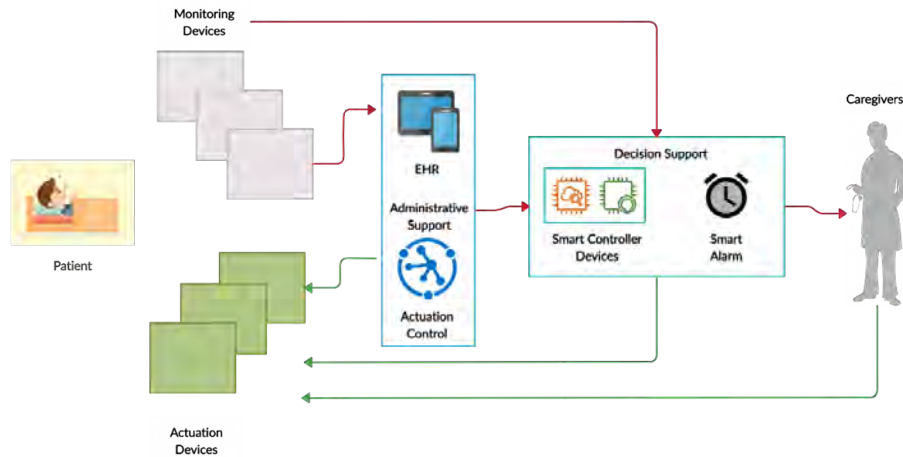 Monitoring
Devices
Caregivers
EHR
Decision Support
Patient
Administrative
Support
Smart Controller
Devices
Smart
Alarm
Actuation
Control
Actuation
Devices